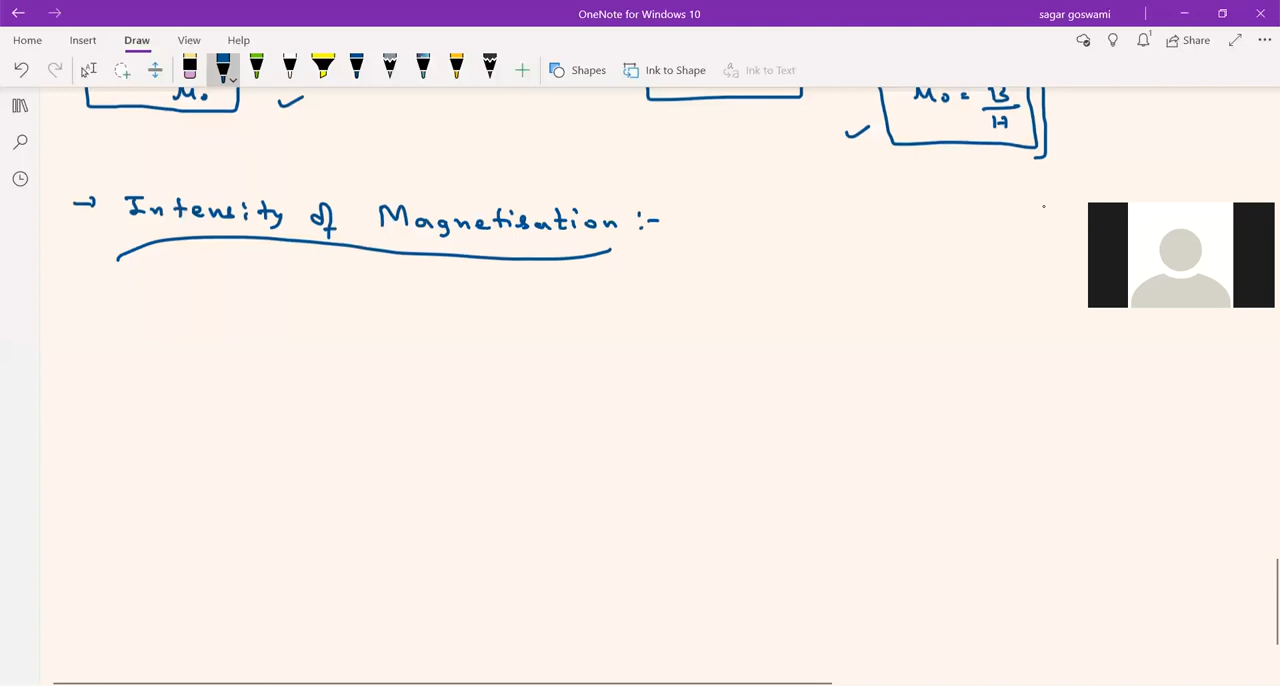 OneNote for Windows 10
sagar goswami
Home Insert Draw View Help
Share
Shapes Ink to Shape Ink to Text
M₀
M₀ = B/H
→ Intensity of Magnetisation :-